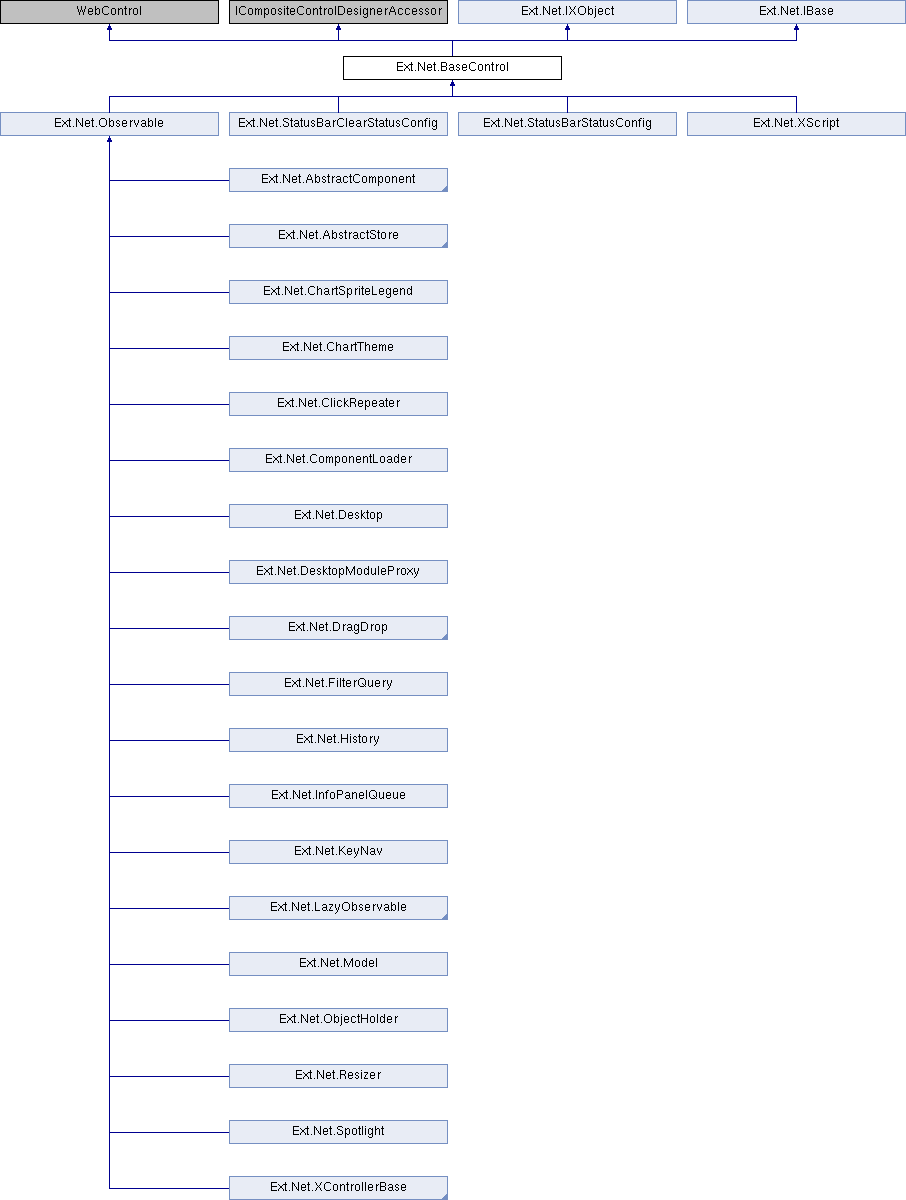 WebControl
ICompositeControlDesignerAccessor
Ext.Net.IXObject
Ext.Net.IBase
Ext.Net.BaseControl
Ext.Net.Observable
Ext.Net.StatusBarClearStatusConfig
Ext.Net.StatusBarStatusConfig
Ext.Net.XScript
Ext.Net.AbstractComponent
Ext.Net.AbstractStore
Ext.Net.ChartSpriteLegend
Ext.Net.ChartTheme
Ext.Net.ClickRepeater
Ext.Net.ComponentLoader
Ext.Net.Desktop
Ext.Net.DesktopModuleProxy
Ext.Net.DragDrop
Ext.Net.FilterQuery
Ext.Net.History
Ext.Net.InfoPanelQueue
Ext.Net.KeyNav
Ext.Net.LazyObservable
Ext.Net.Model
Ext.Net.ObjectHolder
Ext.Net.Resizer
Ext.Net.Spotlight
Ext.Net.XControllerBase